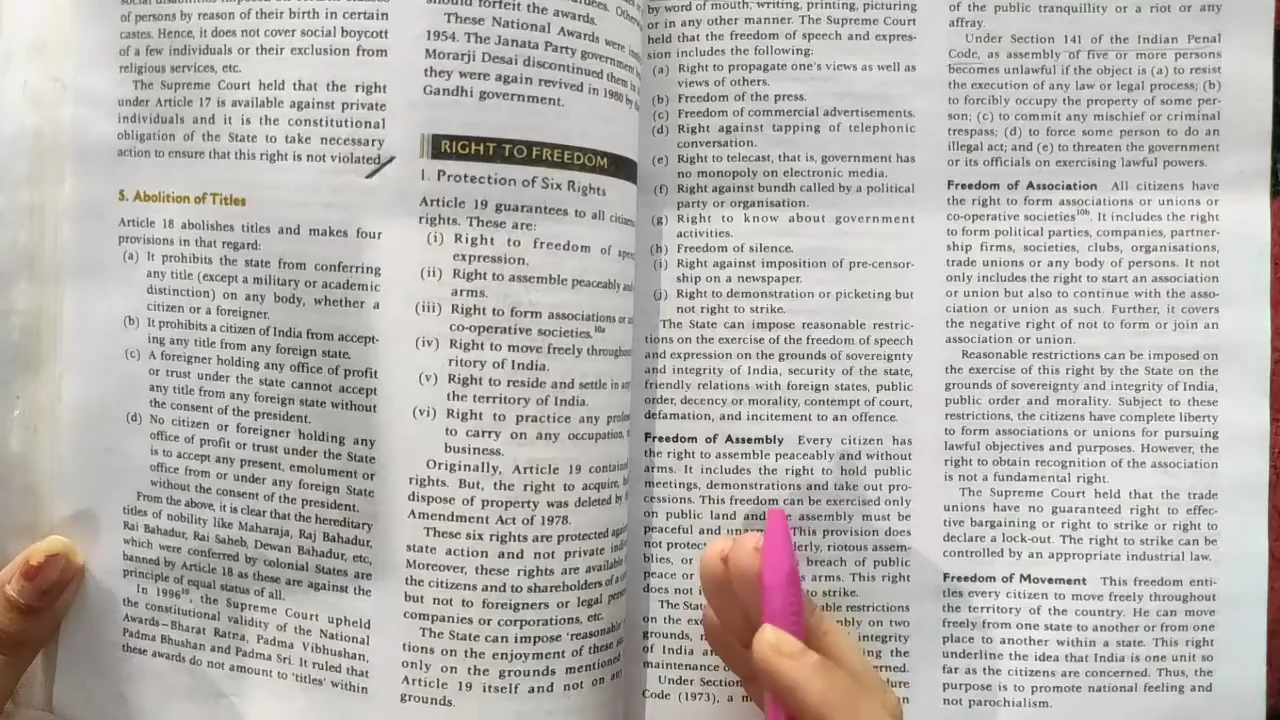 of persons by reason of their birth in certain
castes. Hence, it does not cover social boycott
of a few individuals or their exclusion from
religious services, etc.
The Supreme Court held that the right
under Article 17 is available against private
individuals and it is the constitutional
obligation of the State to take necessary
action to ensure that this right is not violated
5. Abolition of Titles
Article 18 abolishes titles and makes four
provisions in that regard:
(a) It prohibits the state from conferring
any title (except a military or academic
distinction) on any body, whether a
citizen or a foreigner.
(b) It prohibits a citizen of India from accept-
ing any title from any foreign state.
(c) A foreigner holding any office of profit
or trust under the state cannot accept
any title from any foreign state without
the consent of the president.
(d) No citizen or foreigner holding any
office of profit or trust under the State
is to accept any present, emolument or
office from or under any foreign State
without the consent of the president.
From the above, it is clear that the hereditary
titles of nobility like Maharaja, Raj Bahadur,
Rai Bahadur, Rai Saheb, Dewan Bahadur, etc,
which were conferred by colonial States are
banned by Article 18 as these are against the
principle of equal status of all.
In 1996¹⁰, the Supreme Court upheld
the constitutional validity of the National
Awards—Bharat Ratna, Padma Vibhushan,
Padma Bhushan and Padma Sri. It ruled that
these awards do not amount to 'titles' within
should forfeit the awards.
These National Awards were
1954. The Janata Party government
Morarji Desai discontinued them in
they were again revived in 1980 by
Gandhi government.
RIGHT TO FREEDOM
1. Protection of Six Rights
Article 19 guarantees to all
rights. These are:
(i) Right to freedom of
expression.
(ii) Right to assemble peaceably
arms.
(iii) Right to form associations or
co-operative societies.¹⁰ᵃ
(iv) Right to move freely
ritory of India.
(v) Right to reside and settle in
the territory of India.
(vi) Right to practice any
to carry on any occupation,
business.
Originally, Article 19
rights. But, the right to acquire,
dispose of property was deleted by
Amendment Act of 1978.
These six rights are protected
state action and not private
Moreover, these rights are available
the citizens and to shareholders of a
but not to foreigners or legal
companies or corporations, etc.
The State can impose 'reasonable
tions on the enjoyment of these
only on the grounds mentioned
Article 19 itself and not on
grounds.
by word of mouth, writing, printing, picturing
or in any other manner. The Supreme Court
held that the freedom of speech and expres-
sion includes the following:
(a) Right to propagate one's views as well as
views of others.
(b) Freedom of the press.
(c) Freedom of commercial advertisements.
(d) Right against tapping of telephonic
conversation.
(e) Right to telecast, that is, government has
no monopoly on electronic media.
(f) Right against bundh called by a political
party or organisation.
(g) Right to know about government
activities.
(h) Freedom of silence.
(i) Right against imposition of pre-censor-
ship on a newspaper.
(j) Right to demonstration or picketing but
not right to strike.
The State can impose reasonable restric-
tions on the exercise of the freedom of speech
and expression on the grounds of sovereignty
and integrity of India, security of the state,
friendly relations with foreign states, public
order, decency or morality, contempt of court,
defamation, and incitement to an offence.
Freedom of Assembly Every citizen has
the right to assemble peaceably and without
arms. It includes the right to hold public
meetings, demonstrations and take out pro-
cessions. This freedom can be exercised only
on public land and assembly must be
peaceful and This provision does
not riotous assem-
blies, or breach of public
peace or arms. This right
does not to strike.
The restrictions
on the on two
grounds, integrity
of India the
maintenance
Under Section
Code (1973), a
of the public tranquillity or a riot or any
affray.
Under Section 141 of the Indian Penal
Code, as assembly of five or more persons
becomes unlawful if the object is (a) to resist
the execution of any law or legal process; (b)
to forcibly occupy the property of some per-
son; (c) to commit any mischief or criminal
trespass; (d) to force some person to do an
illegal act; and (e) to threaten the government
or its officials on exercising lawful powers.
Freedom of Association All citizens have
the right to form associations or unions or
co-operative societies¹⁰ᵇ. It includes the right
to form political parties, companies, partner-
ship firms, societies, clubs, organisations,
trade unions or any body of persons. It not
only includes the right to start an association
or union but also to continue with the asso-
ciation or union as such. Further, it covers
the negative right of not to form or join an
association or union.
Reasonable restrictions can be imposed on
the exercise of this right by the State on the
grounds of sovereignty and integrity of India,
public order and morality. Subject to these
restrictions, the citizens have complete liberty
to form associations or unions for pursuing
lawful objectives and purposes. However, the
right to obtain recognition of the association
is not a fundamental right.
The Supreme Court held that the trade
unions have no guaranteed right to effec-
tive bargaining or right to strike or right to
declare a lock-out. The right to strike can be
controlled by an appropriate industrial law.
Freedom of Movement This freedom enti-
tles every citizen to move freely throughout
the territory of the country. He can move
freely from one state to another or from one
place to another within a state. This right
underline the idea that India is one unit so
far as the citizens are concerned. Thus, the
purpose is to promote national feeling and
not parochialism.